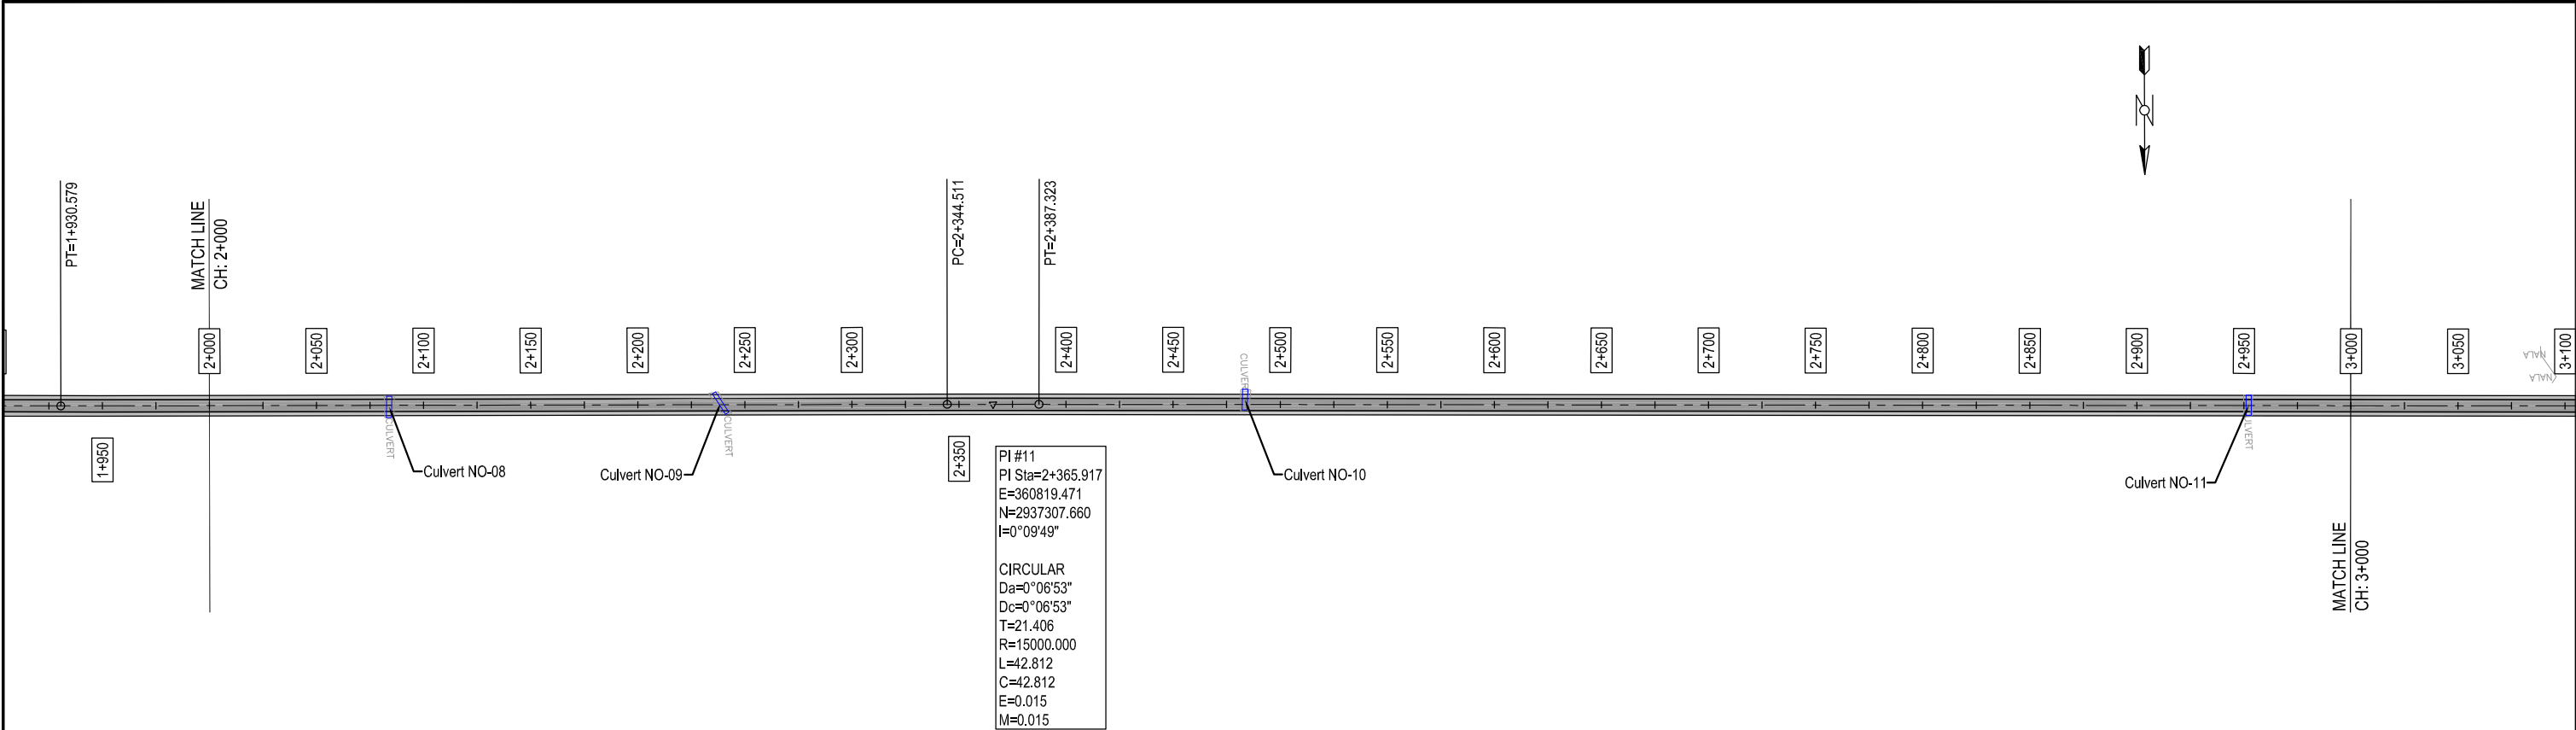 PT=1+930.579
MATCH LINE
CH: 2+000
PC=2+344.511
PT=2+387.323
2+000
2+050
2+100
2+150
2+200
2+250
2+300
2+400
2+450
2+500
2+550
2+600
2+650
2+700
2+750
2+800
2+850
2+900
2+950
3+000
3+050
3+100
NALA
NALA
N
CULVERT
CULVERT
CULVERT
CULVERT
1+950
Culvert NO-08
Culvert NO-09
2+350
Culvert NO-10
Culvert NO-11
PI #11
PI Sta=2+365.917
E=360819.471
N=2937307.660
I=0°09'49"
CIRCULAR
Da=0°06'53"
Dc=0°06'53"
T=21.406
R=15000.000
L=42.812
C=42.812
E=0.015
M=0.015
MATCH LINE
CH: 3+000